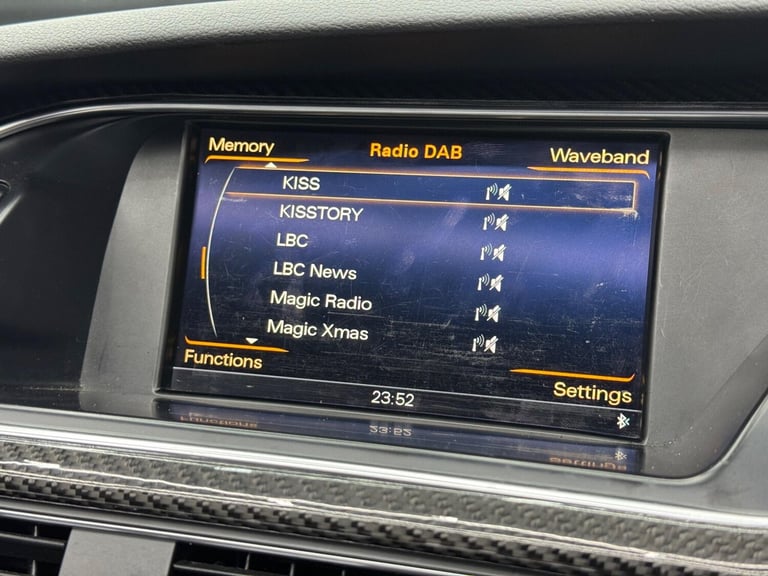 Memory
Radio DAB
Waveband
KISS
KISSTORY
LBC
LBC News
Magic Radio
Magic Xmas
Functions
Settings
23:52